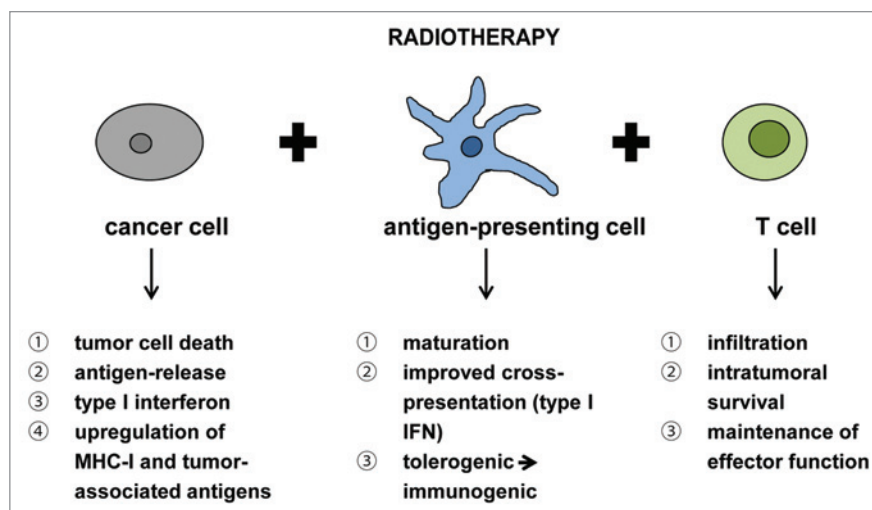 RADIOTHERAPY
cancer cell
antigen-presenting cell
T cell
① tumor cell death
② antigen-release
③ type I interferon
④ upregulation of
MHC-I and tumor-
associated antigens
① maturation
② improved cross-
presentation (type I
IFN)
③ tolerogenic ➔
immunogenic
① infiltration
② intratumoral
survival
③ maintenance of
effector function